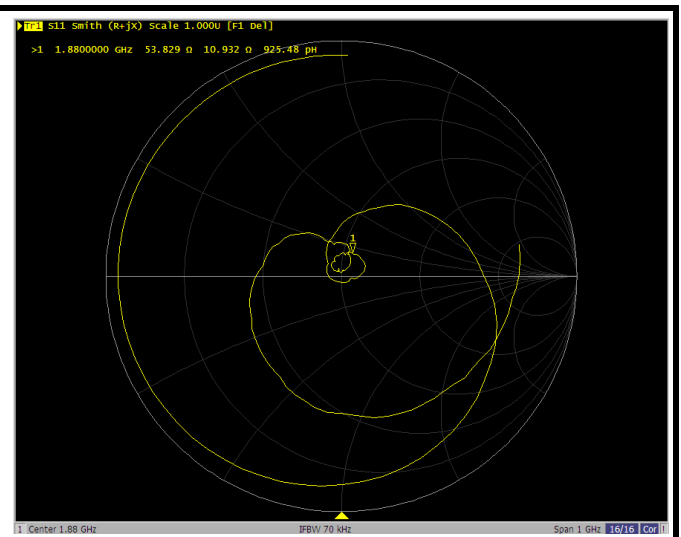 Tr1 S11 Smith (R+jX) Scale 1.000U [F1 Del]
>1 1.8800000 GHz 53.829 Ω 10.932 Ω 925.48 pH
1
1 Center 1.88 GHz IFBW 70 kHz Span 1 GHz 16/16 Cor !